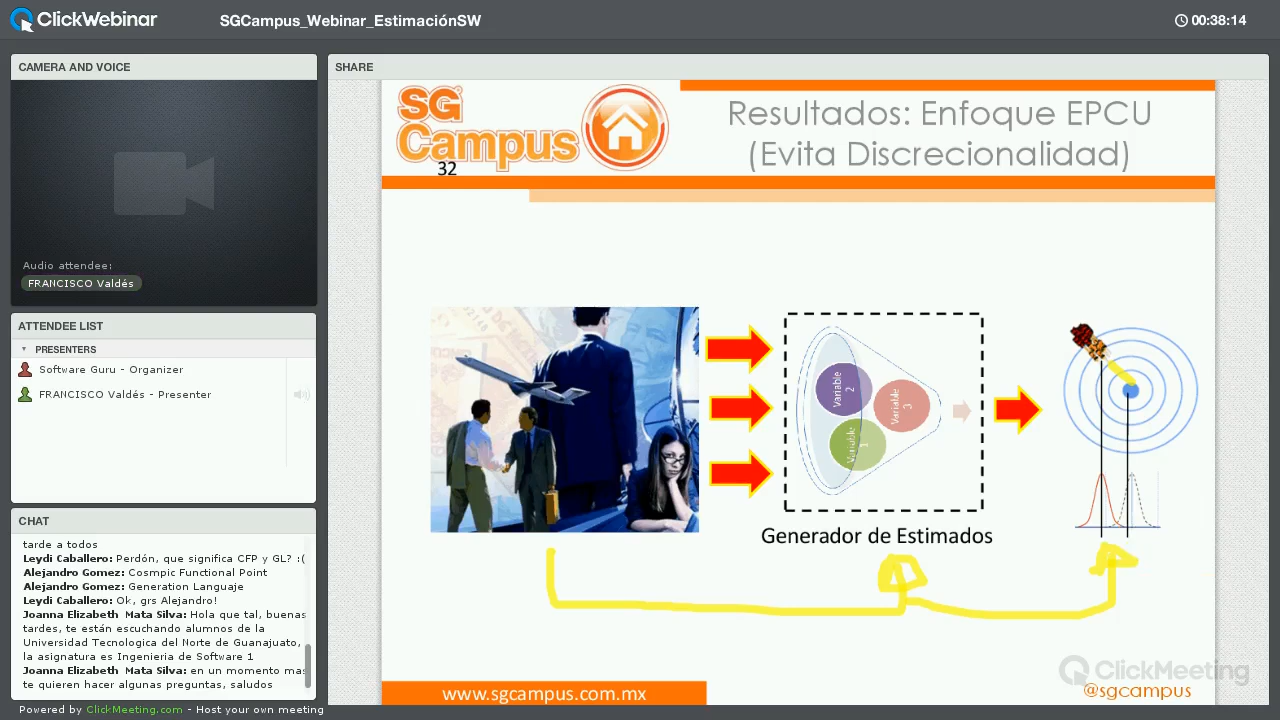 ClickWebinar
SGCampus_Webinar_EstimaciónSW
00:38:14
CAMERA AND VOICE
Audio attendee:
FRANCISCO Valdés
ATTENDEE LIST
PRESENTERS
Software Guru - Organizer
FRANCISCO Valdés - Presenter
CHAT
tarde a todos
Leydi Caballero: Perdón, que significa CFP y GL? :(
Alejandro Gomez: Cosmpic Functional Point
Alejandro Gomez: Generation Languaje
Leydi Caballero: Ok, grs Alejandro!
Joanna Elizabeth Mata Silva: Hola que tal, buenas
tardes, te están escuchando alumnos de la
Universidad Tecnologica del Norte de Guanajuato,
la asignatura es Ingenieria de Software 1
Joanna Elizabeth Mata Silva: en un momento mas
te quieren hacer algunas preguntas, saludos
Powered by ClickMeeting.com - Host your own meeting
SHARE
SG
Campus
32
Resultados: Enfoque EPCU
(Evita Discrecionalidad)
Variable
2
Variable
3
Variable
1
Generador de Estimados
www.sgcampus.com.mx
ClickMeeting
@sgcampus